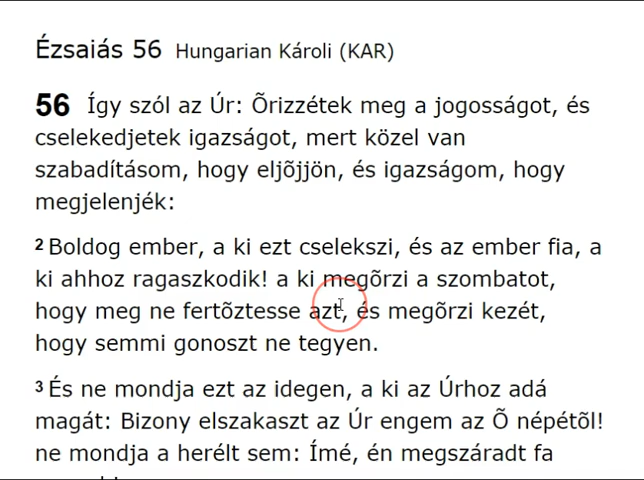 Ézsaiás 56 Hungarian Károli (KAR)
56 Így szól az Úr: Õrizzétek meg a jogosságot, és
cselekedjetek igazságot, mert közel van
szabadításom, hogy eljõjjön, és igazságom, hogy
megjelenjék:
2 Boldog ember, a ki ezt cselekszi, és az ember fia, a
ki ahhoz ragaszkodik! a ki megõrzi a szombatot,
hogy meg ne fertõztesse azt, és megõrzi kezét,
hogy semmi gonoszt ne tegyen.
3 És ne mondja ezt az idegen, a ki az Úrhoz adá
magát: Bizony elszakaszt az Úr engem az Õ népétõl!
ne mondja a herélt sem: Ímé, én megszáradt fa